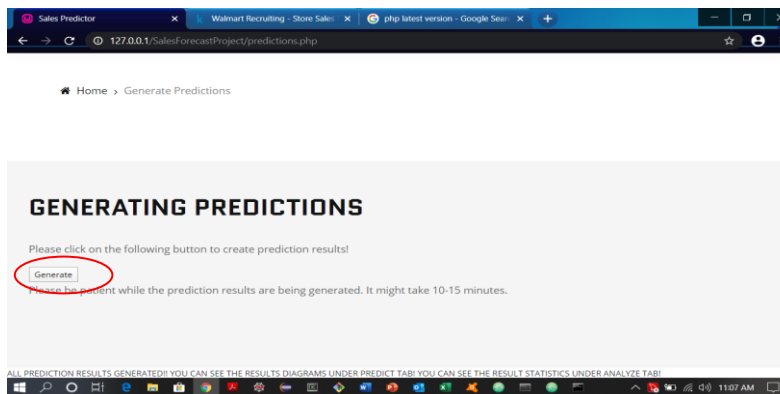 Sales Predictor
Walmart Recruiting - Store Sales
php latest version - Google Sear
127.0.0.1/SalesForecastProject/predictions.php
Home › Generate Predictions
GENERATING PREDICTIONS
Please click on the following button to create prediction results!
Generate
Please be patient while the prediction results are being generated. It might take 10-15 minutes.
ALL PREDICTION RESULTS GENERATED!! YOU CAN SEE THE RESULTS DIAGRAMS UNDER PREDICT TAB! YOU CAN SEE THE RESULT STATISTICS UNDER ANALYZE TAB!
11:07 AM